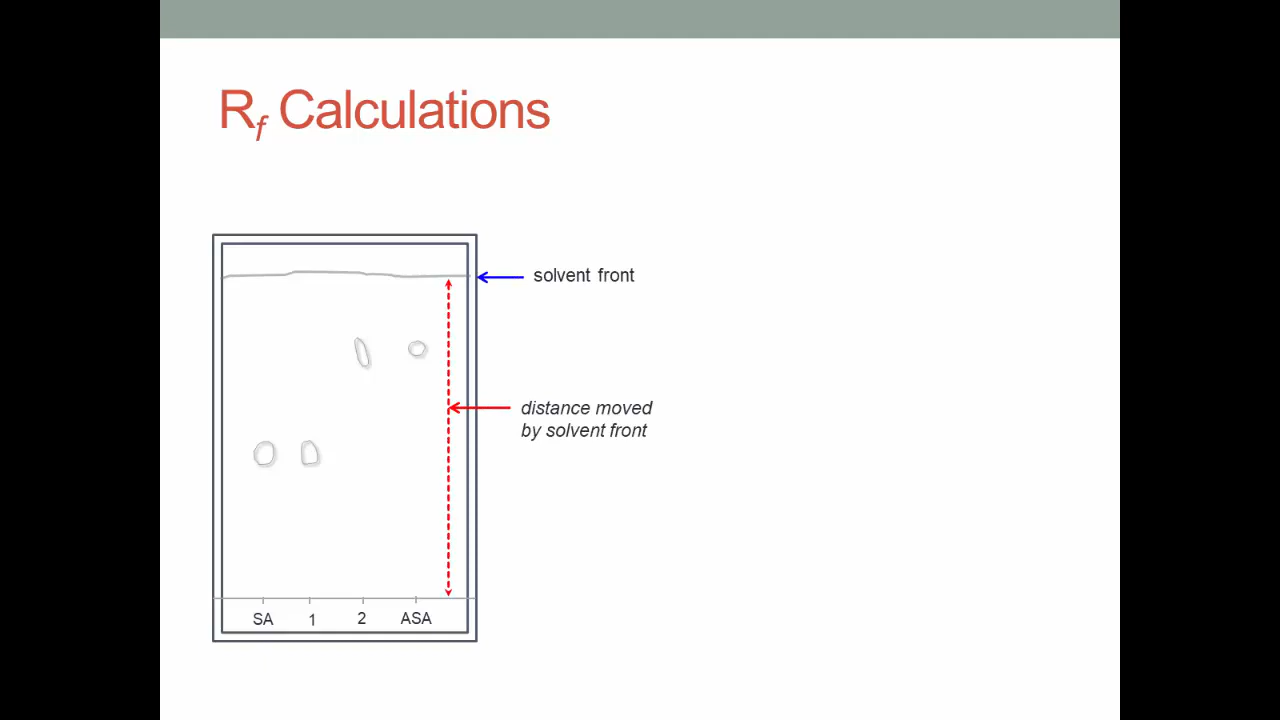 Rf Calculations
solvent front
distance moved
by solvent front
SA 1 2 ASA